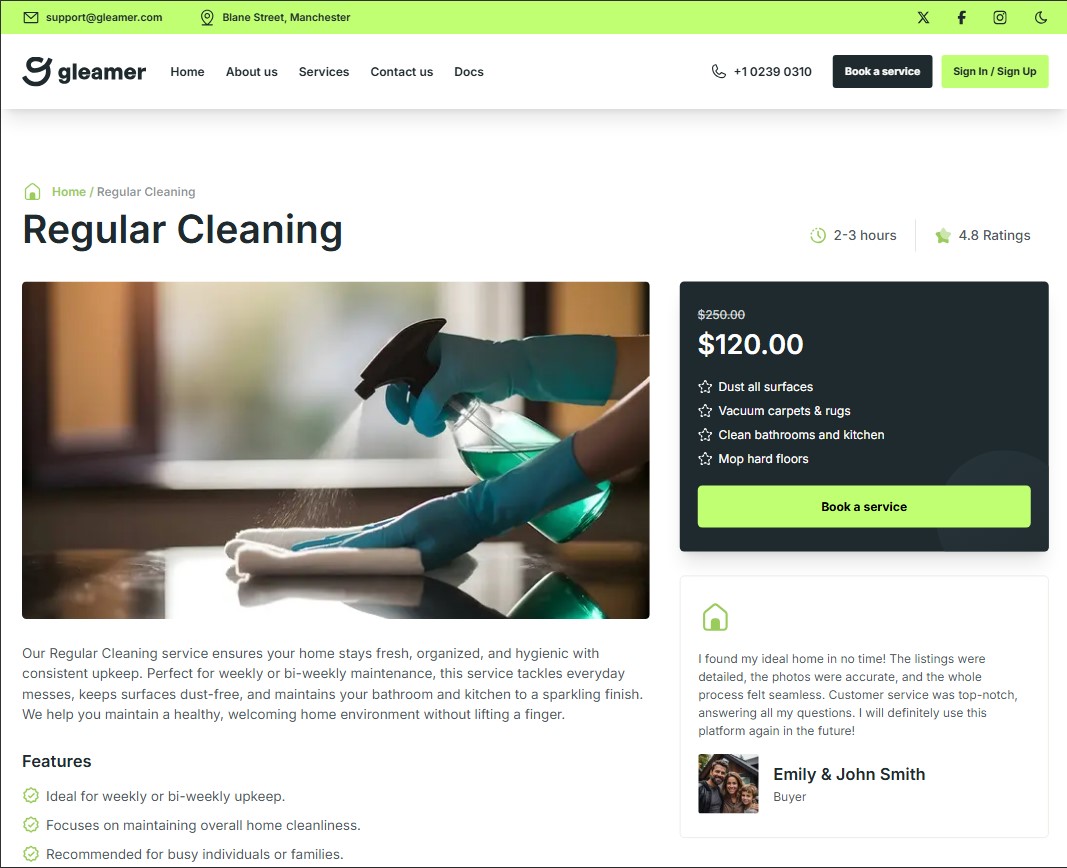 support@gleamer.com
Blane Street, Manchester
gleamer
Home
About us
Services
Contact us
Docs
+1 0239 0310
Book a service
Sign In / Sign Up
Home / Regular Cleaning
Regular Cleaning
2-3 hours
4.8 Ratings
$250.00
$120.00
Dust all surfaces
Vacuum carpets & rugs
Clean bathrooms and kitchen
Mop hard floors
Book a service
Our Regular Cleaning service ensures your home stays fresh, organized, and hygienic with
consistent upkeep. Perfect for weekly or bi-weekly maintenance, this service tackles everyday
messes, keeps surfaces dust-free, and maintains your bathroom and kitchen to a sparkling finish.
We help you maintain a healthy, welcoming home environment without lifting a finger.
Features
Ideal for weekly or bi-weekly upkeep.
Focuses on maintaining overall home cleanliness.
Recommended for busy individuals or families.
I found my ideal home in no time! The listings were
detailed, the photos were accurate, and the whole
process felt seamless. Customer service was top-notch,
answering all my questions. I will definitely use this
platform again in the future!
Emily & John Smith
Buyer